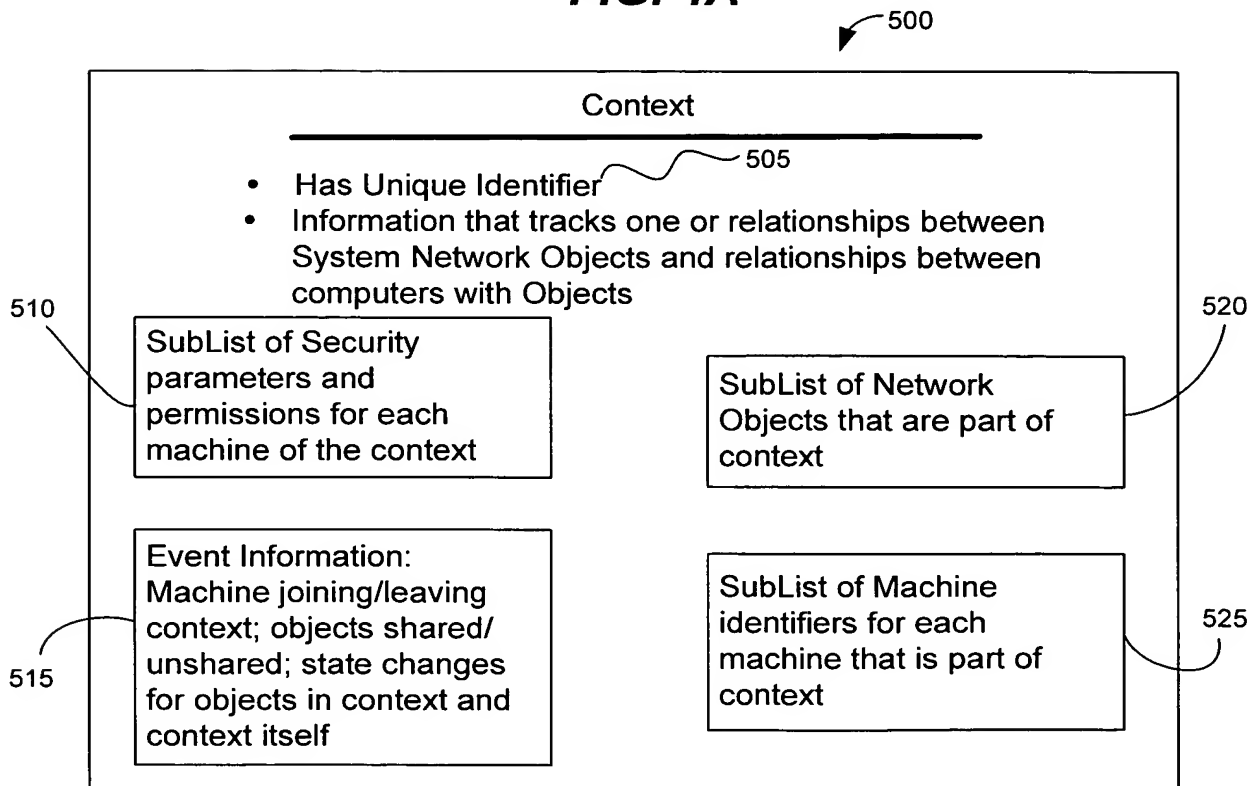 500
Context
505
• Has Unique Identifier
• Information that tracks one or relationships between
System Network Objects and relationships between
computers with Objects
510
SubList of Security
parameters and
permissions for each
machine of the context
520
SubList of Network
Objects that are part of
context
515
Event Information:
Machine joining/leaving
context; objects shared/
unshared; state changes
for objects in context and
context itself
525
SubList of Machine
identifiers for each
machine that is part of
context